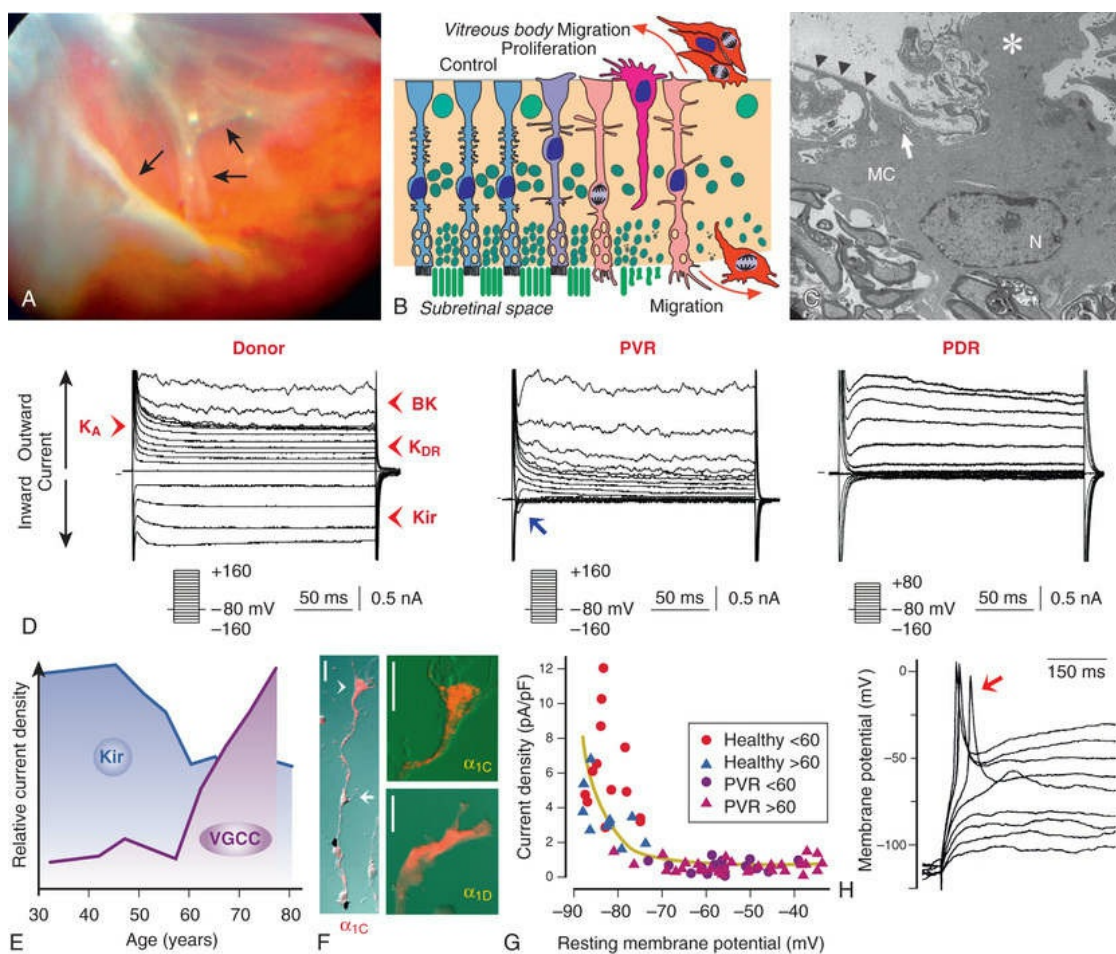 A
Vitreous body Migration
Proliferation
Control
B
Subretinal space
Migration
*
MC
N
C
Donor
PVR
PDR
Inward Outward
Current
K_A
BK
K_DR
Kir
+160
−80 mV
−160
50 ms
0.5 nA
+160
−80 mV
−160
50 ms
0.5 nA
+80
−80 mV
−160
50 ms
0.5 nA
D
Relative current density
Kir
VGCC
30 40 50 60 70 80
Age (years)
E
α1C
α1C
α1D
F
Current density (pA/pF)
12
10
8
6
4
2
0
Healthy <60
Healthy >60
PVR <60
PVR >60
−90 −80 −70 −60 −50 −40
Resting membrane potential (mV)
G
H
Membrane potential (mV)
0
−50
−100
150 ms